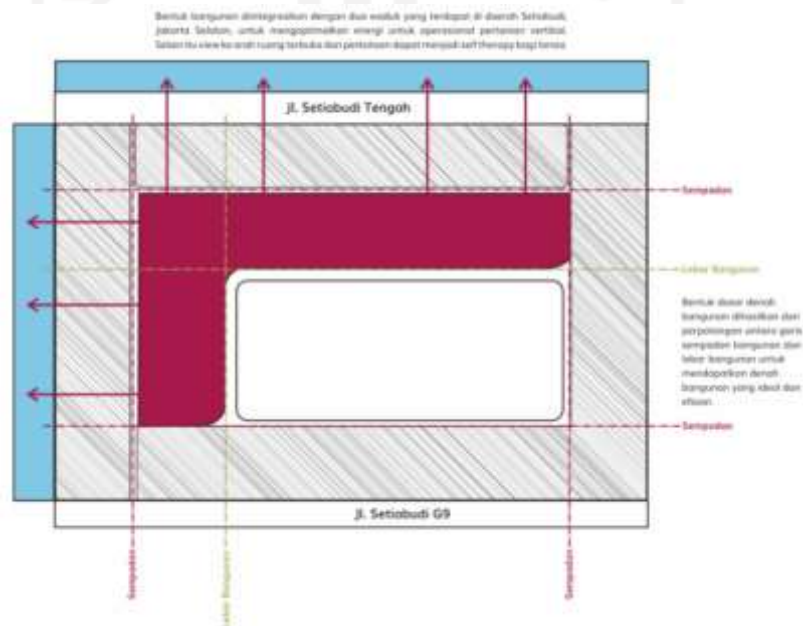 Bentuk bangunan diintegrasikan dengan dua waduk yang terdapat di daerah Setiabudi,
Jakarta Selatan, untuk mengoptimalkan energi untuk operasional pertanian vertikal.
Selain itu view ke arah ruang terbuka dan pertanian dapat menjadi self therapy bagi lansia
Jl. Setiabudi Tengah
Sempadan
Lebar Bangunan
Bentuk dasar denah
bangunan dihasilkan dari
perpotongan antara garis
sempadan bangunan dan
lebar bangunan untuk
mendapatkan denah
bangunan yang ideal dan
efisien
Sempadan
Jl. Setiabudi G9
Sempadan
Lebar Bangunan
Sempadan